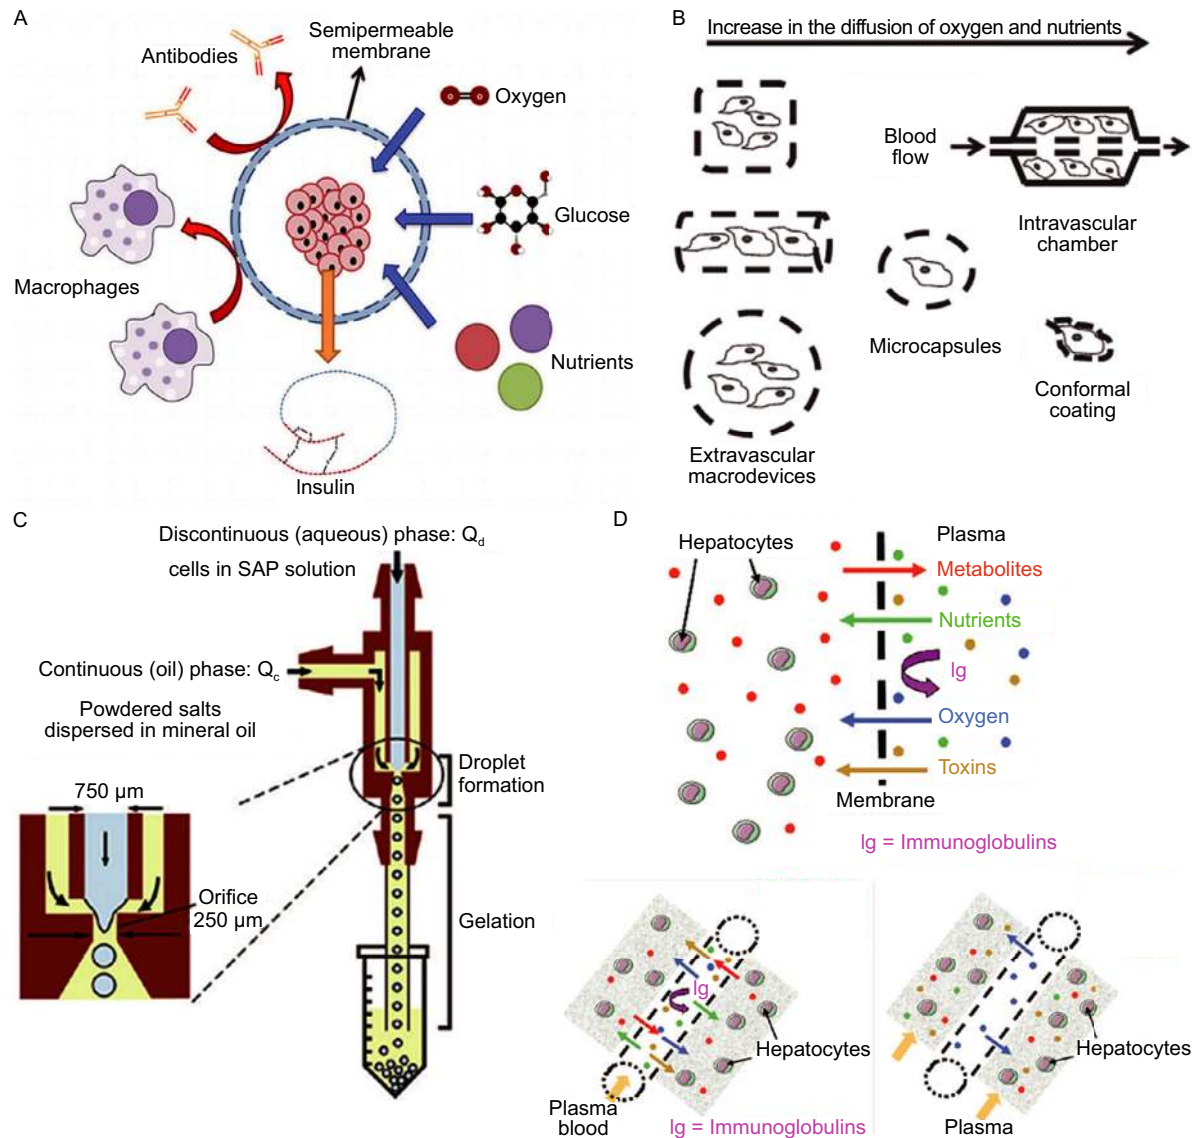 A
Antibodies
Semipermeable
membrane
Oxygen
Glucose
Macrophages
Nutrients
Insulin
B
Increase in the diffusion of oxygen and nutrients
Blood
flow
Intravascular
chamber
Microcapsules
Conformal
coating
Extravascular
macrodevices
C
Discontinuous (aqueous) phase: Qd
cells in SAP solution
Continuous (oil) phase: Qc
Powdered salts
dispersed in mineral oil
750 µm
Droplet
formation
Orifice
250 µm
Gelation
D
Hepatocytes
Plasma
Metabolites
Nutrients
Ig
Oxygen
Toxins
Membrane
Ig = Immunoglobulins
Ig
Hepatocytes
Plasma
blood
Ig = Immunoglobulins
Hepatocytes
Plasma